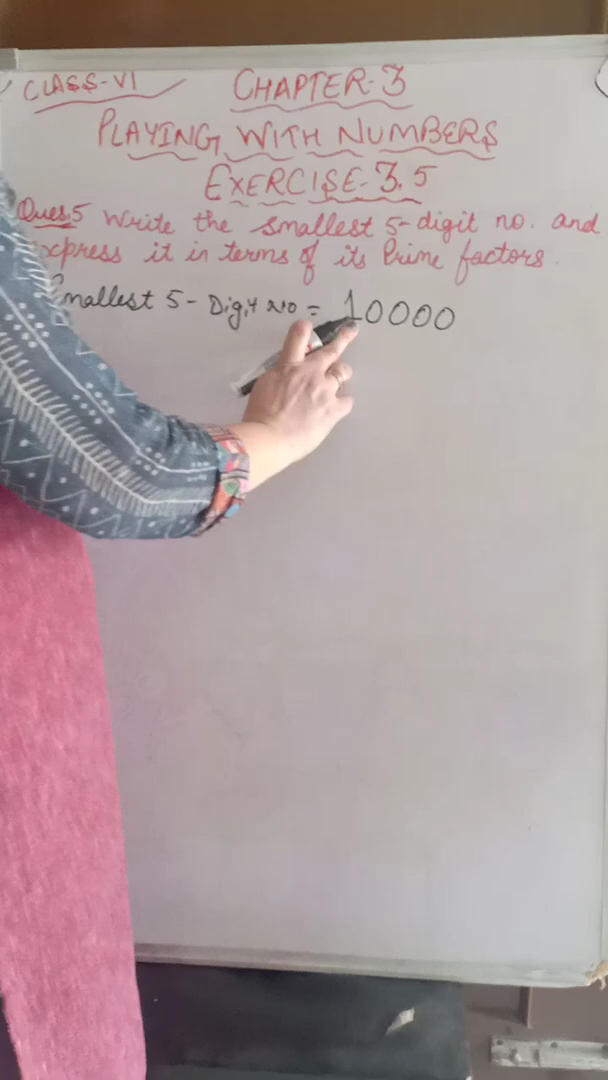 CLASS-VI
CHAPTER-3
PLAYING WITH NUMBERS
EXERCISE-3.5
Ques5 Write the smallest 5-digit no. and
express it in terms of its Prime factors.
Smallest 5-Digit No = 10000